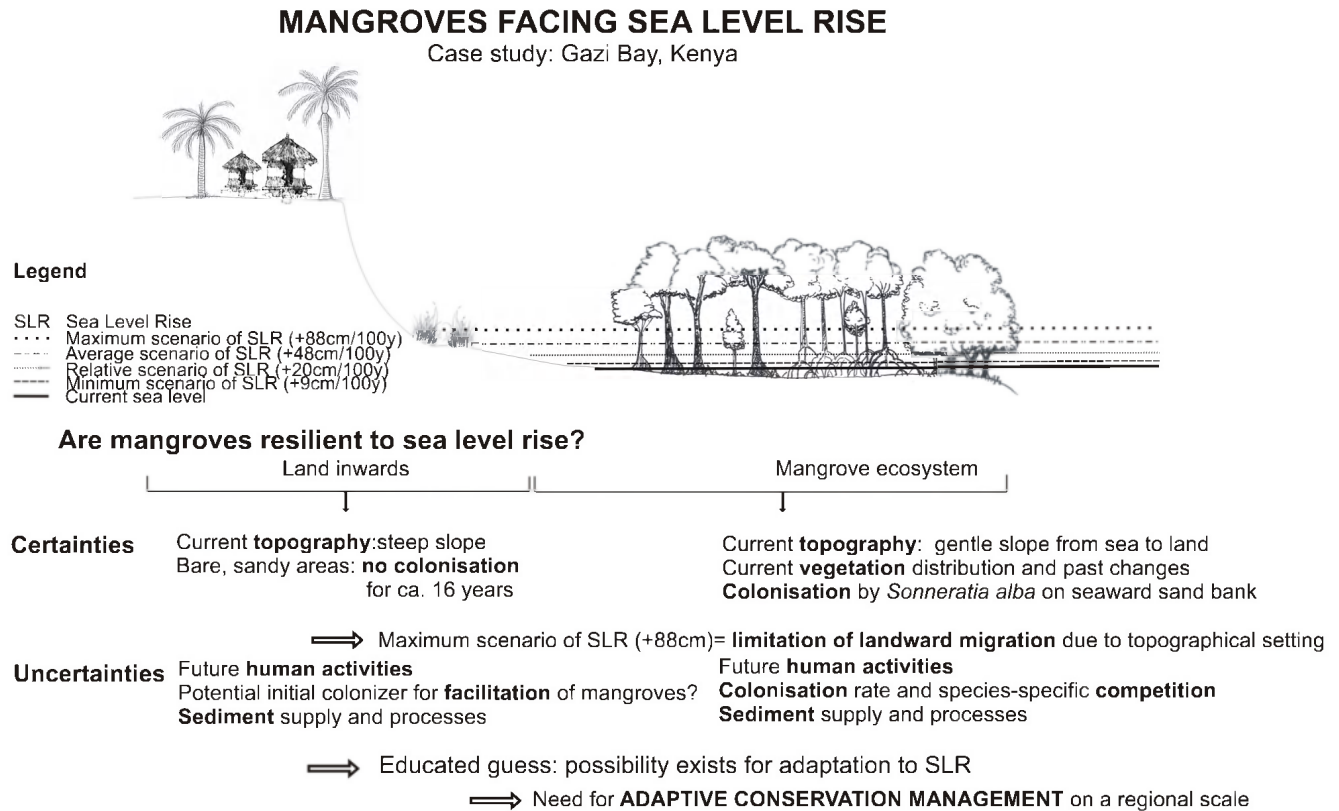 MANGROVES FACING SEA LEVEL RISE
Case study: Gazi Bay, Kenya
Legend
SLR Sea Level Rise
Maximum scenario of SLR (+88cm/100y)
Average scenario of SLR (+48cm/100y)
Relative scenario of SLR (+20cm/100y)
Minimum scenario of SLR (+9cm/100y)
Current sea level
Are mangroves resilient to sea level rise?
Land inwards
Mangrove ecosystem
Certainties
Current topography:steep slope
Bare, sandy areas: no colonisation
for ca. 16 years
Current topography: gentle slope from sea to land
Current vegetation distribution and past changes
Colonisation by Sonneratia alba on seaward sand bank
Maximum scenario of SLR (+88cm)= limitation of landward migration due to topographical setting
Uncertainties
Future human activities
Potential initial colonizer for facilitation of mangroves?
Sediment supply and processes
Future human activities
Colonisation rate and species-specific competition
Sediment supply and processes
Educated guess: possibility exists for adaptation to SLR
Need for ADAPTIVE CONSERVATION MANAGEMENT on a regional scale